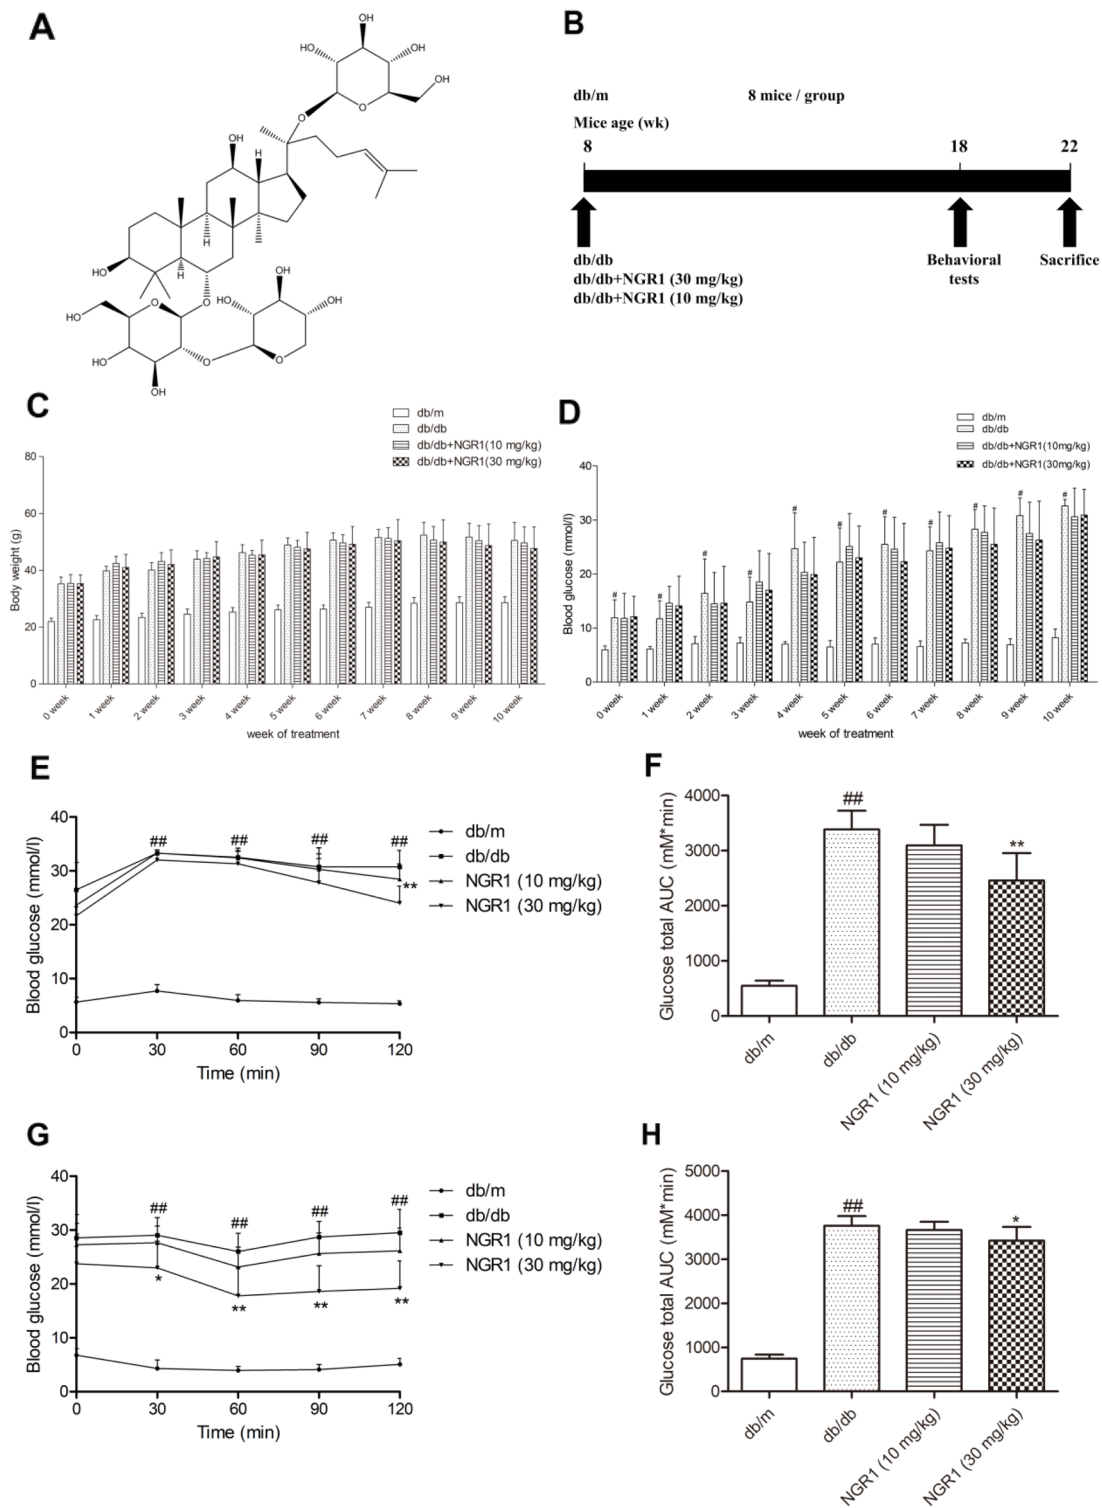 A
OH
HO
OH
OH
O
O
OH
H
H
HO
H
O
O
HO
OH
OH
HO
HO
O
O
OH
B
db/m
8 mice / group
Mice age (wk)
8
18
22
db/db
db/db+NGR1 (30 mg/kg)
db/db+NGR1 (10 mg/kg)
Behavioral
tests
Sacrifice
C
db/m
db/db
db/db+NGR1(10 mg/kg)
db/db+NGR1(30 mg/kg)
Body weight (g)
80
60
40
20
0
0 week
1 week
2 week
3 week
4 week
5 week
6 week
7 week
8 week
9 week
10 week
week of treatment
D
db/m
db/db
db/db+NGR1(10mg/kg)
db/db+NGR1(30mg/kg)
Blood glucose (mmol/l)
40
30
20
10
0
# # # # # # # # # # #
0 week
1 week
2 week
3 week
4 week
5 week
6 week
7 week
8 week
9 week
10 week
week of treatment
E
Blood glucose (mmol/l)
40
30
20
10
0
## ## ## ##
**
0 30 60 90 120
Time (min)
db/m
db/db
NGR1 (10 mg/kg)
NGR1 (30 mg/kg)
F
Glucose total AUC (mM*min)
4000
3000
2000
1000
0
##
**
db/m
db/db
NGR1 (10 mg/kg)
NGR1 (30 mg/kg)
G
Blood glucose (mmol/l)
40
30
20
10
0
## ## ## ##
* ** ** **
0 30 60 90 120
Time (min)
db/m
db/db
NGR1 (10 mg/kg)
NGR1 (30 mg/kg)
H
Glucose total AUC (mM*min)
5000
4000
3000
2000
1000
0
##
*
db/m
db/db
NGR1 (10 mg/kg)
NGR1 (30 mg/kg)